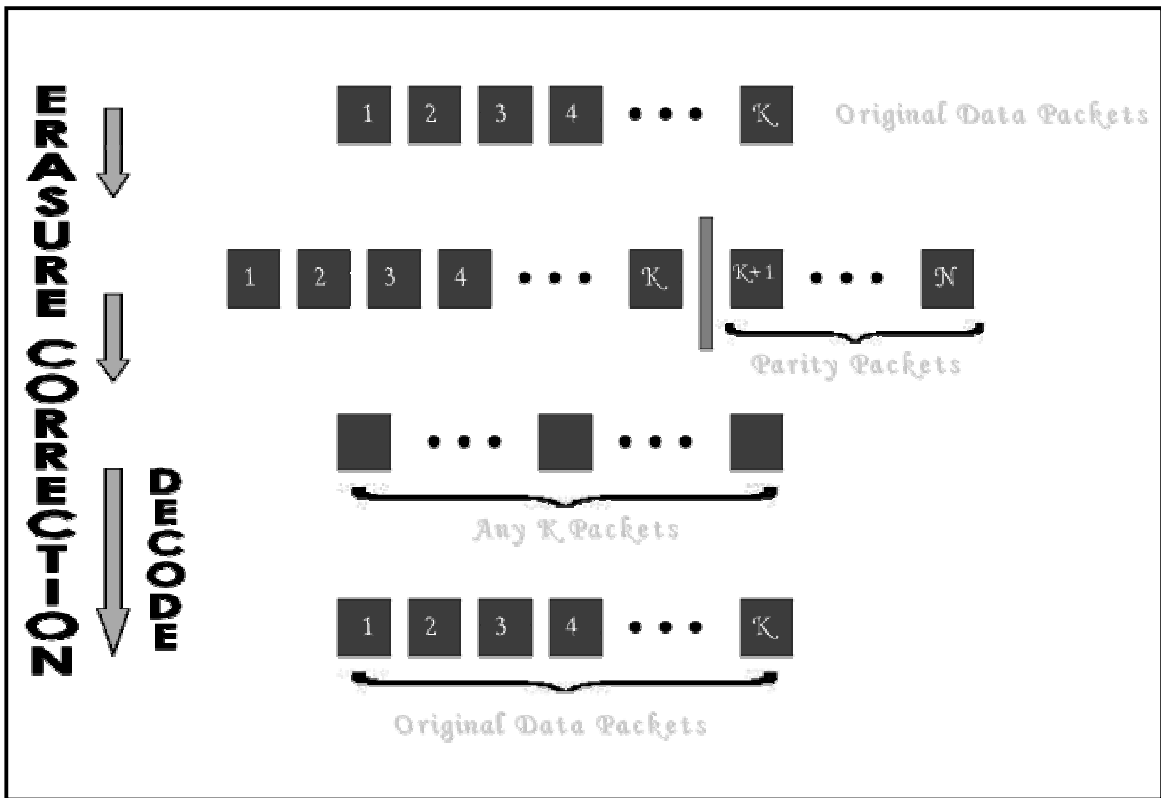 ERASURE CORRECTION
1 2 3 4 • • • K Original Data Packets
1 2 3 4 • • • K K+1 • • • N
Parity Packets
• • • • • •
Any K Packets
DECODE
1 2 3 4 • • • K
Original Data Packets